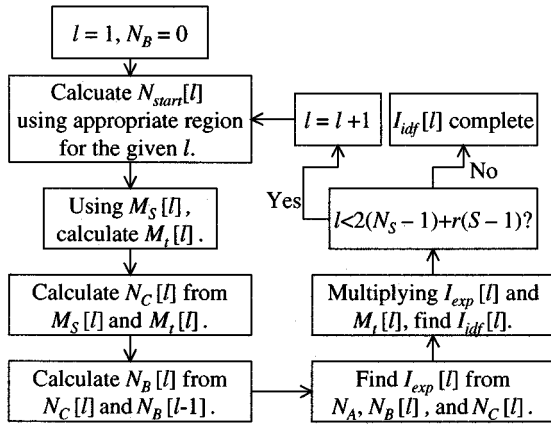 l = 1, N_B = 0
Calcuate N_start[l]
using appropriate region
for the given l.
Using M_S[l],
calculate M_t[l].
Calculate N_C[l] from
M_S[l] and M_t[l].
Calculate N_B[l] from
N_C[l] and N_B[l-1].
Find I_exp[l] from
N_A, N_B[l], and N_C[l].
Multiplying I_exp[l] and
M_t[l], find I_idf[l].
l<2(N_S – 1)+r(S – 1)?
Yes
No
l = l +1
I_idf[l] complete